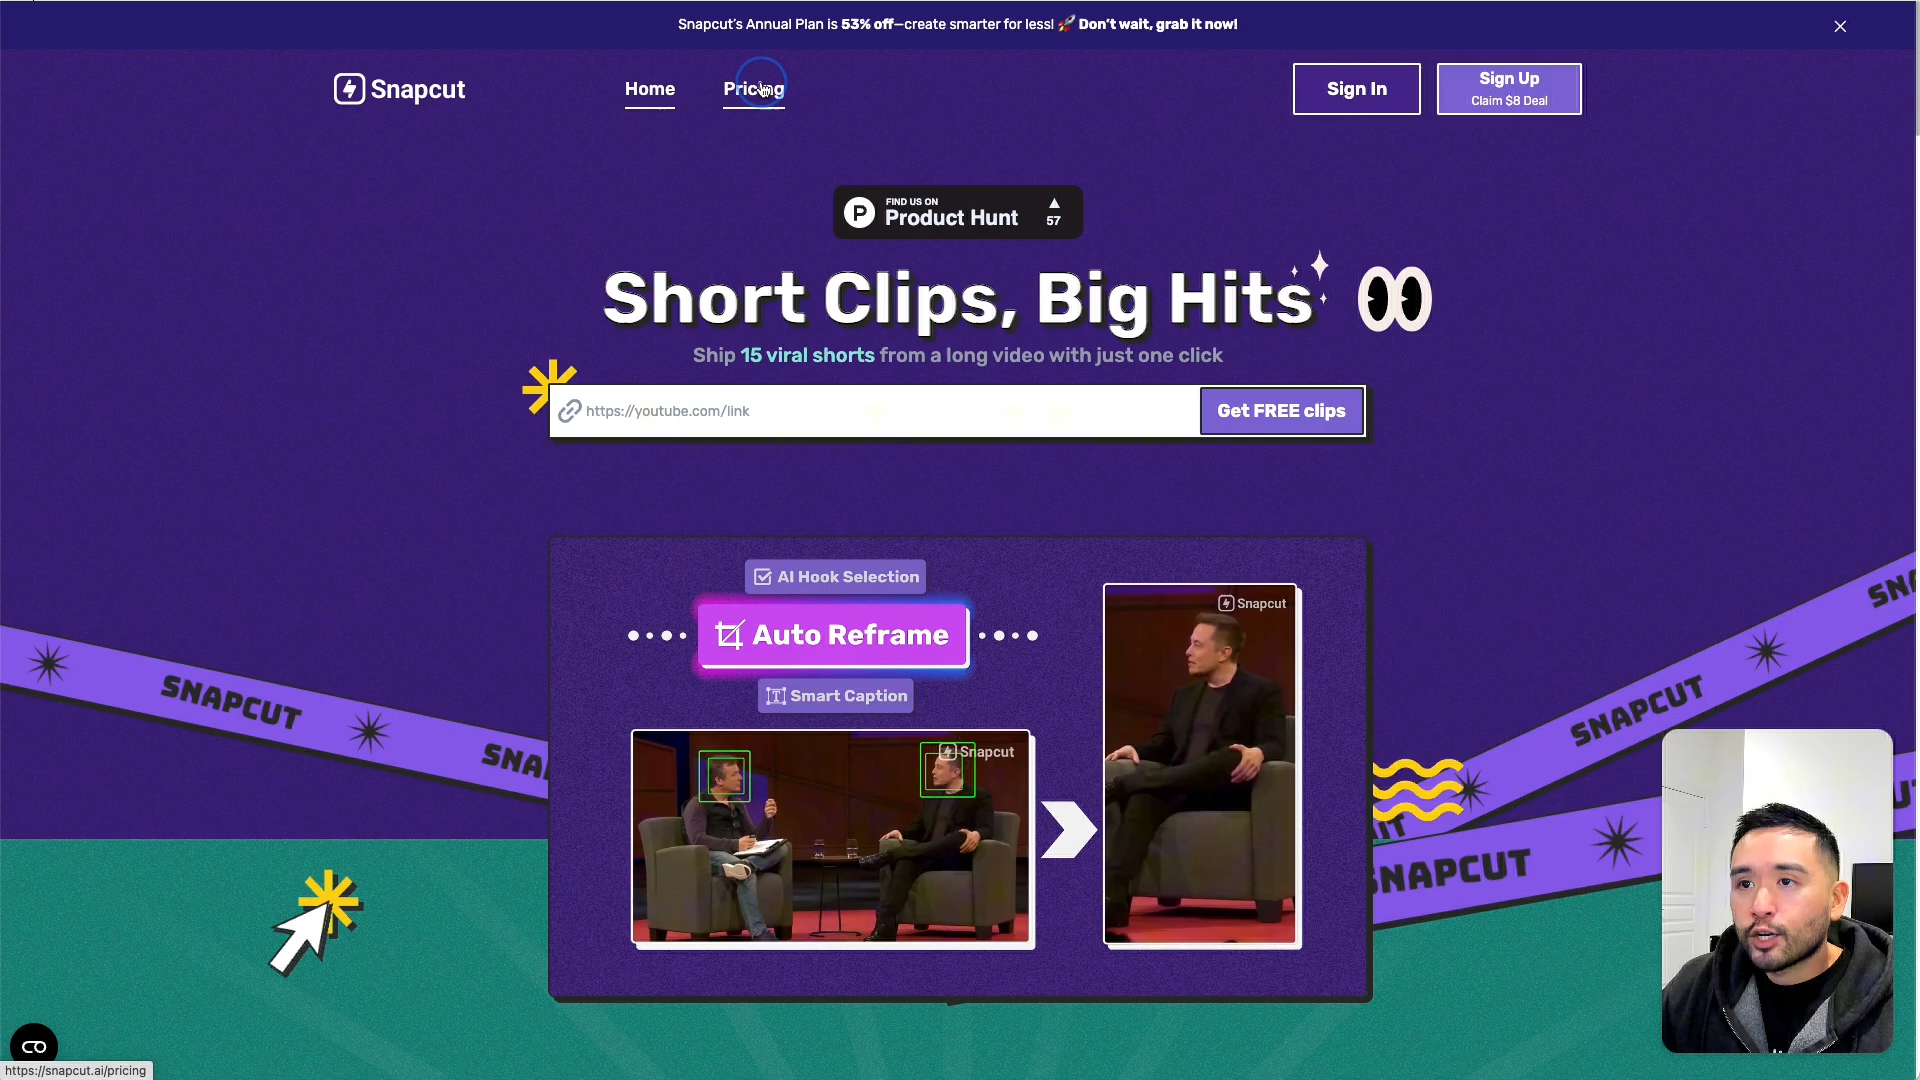 Snapcut's Annual Plan is 53% off—create smarter for less! 🚀 Don't wait, grab it now!
Snapcut
Home
Pricing
Sign In
Sign Up
Claim $8 Deal
FIND US ON
Product Hunt
57
Short Clips, Big Hits
Ship 15 viral shorts from a long video with just one click
https://youtube.com/link
Get FREE clips
AI Hook Selection
Auto Reframe
Smart Caption
Snapcut
Snapcut
SNAPCUT
SNA
SNAPCUT
SNA
SNAPCUT
https://snapcut.ai/pricing